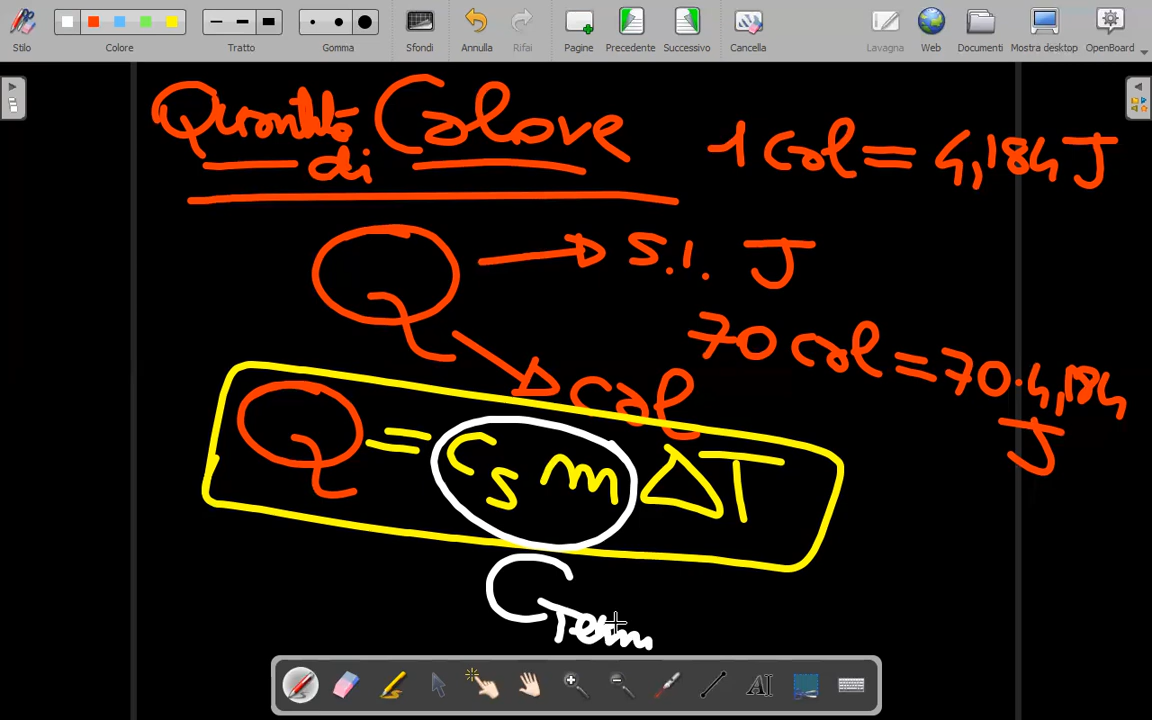 Stilo Colore Tratto Gomma Sfondi Annulla Rifai Pagine Precedente Successivo Cancella Lavagna Web Documenti Mostra desktop OpenBoard
Quantità di Calore
1 cal = 4,184 J
Q → S.I. J
→ cal
70 cal = 70·4,184
J
Q = cs m ΔT
CTerm